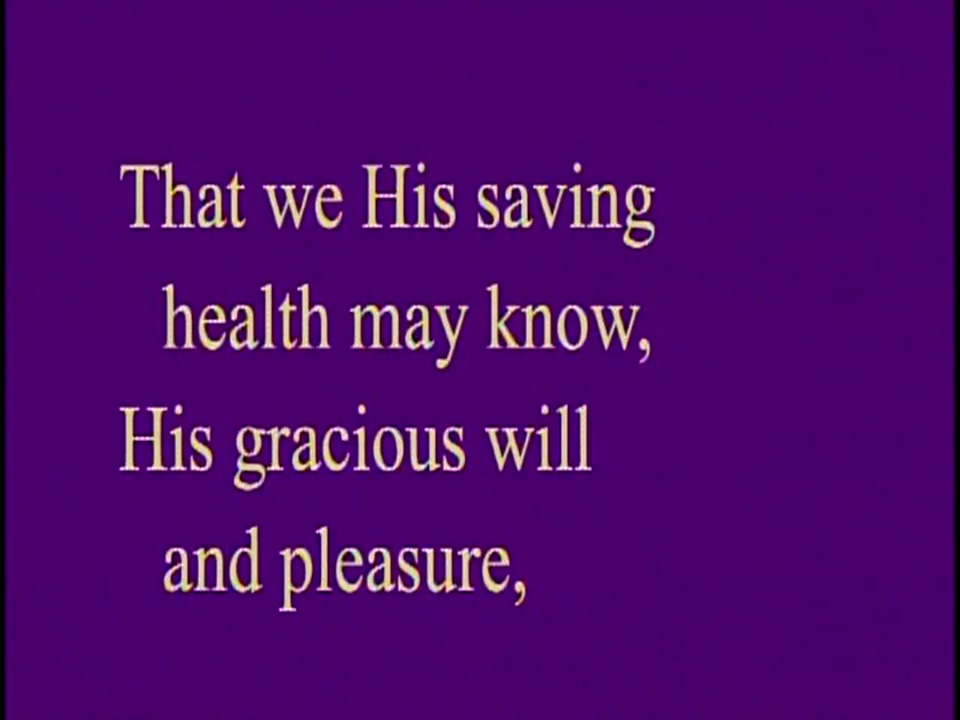 That we His saving
health may know,
His gracious will
and pleasure,